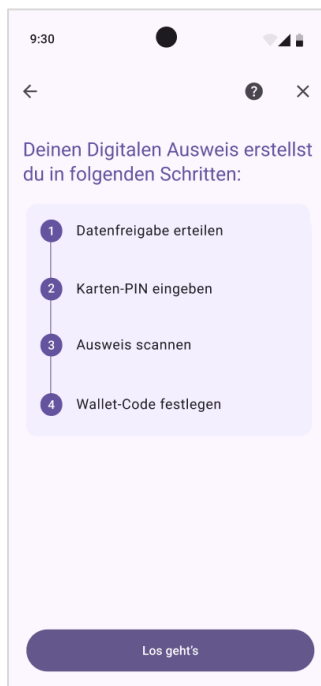 9:30
?
Deinen Digitalen Ausweis erstellst
du in folgenden Schritten:
1 Datenfreigabe erteilen
2 Karten-PIN eingeben
3 Ausweis scannen
4 Wallet-Code festlegen
Los geht's